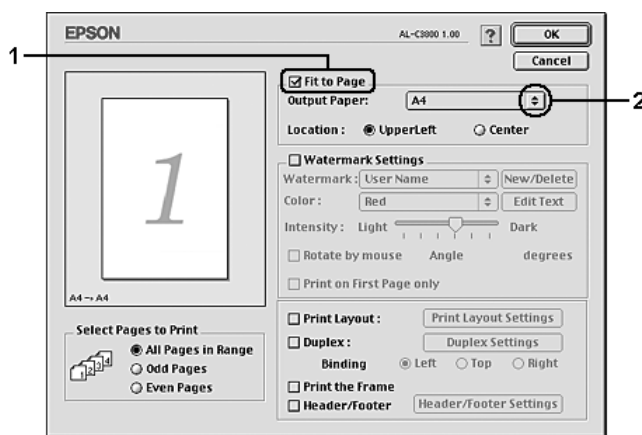 EPSON
AL-C3800 1.00
?
OK
Cancel
1
Fit to Page
Output Paper: A4
2
Location : UpperLeft Center
1
A4→A4
Watermark Settings
Watermark: User Name New/Delete
Color : Red Edit Text
Intensity : Light Dark
Rotate by mouse Angle degrees
Print on First Page only
Select Pages to Print
1 2 3 4
All Pages in Range
Odd Pages
Even Pages
Print Layout : Print Layout Settings
Duplex : Duplex Settings
Binding Left Top Right
Print the Frame
Header/Footer Header/Footer Settings